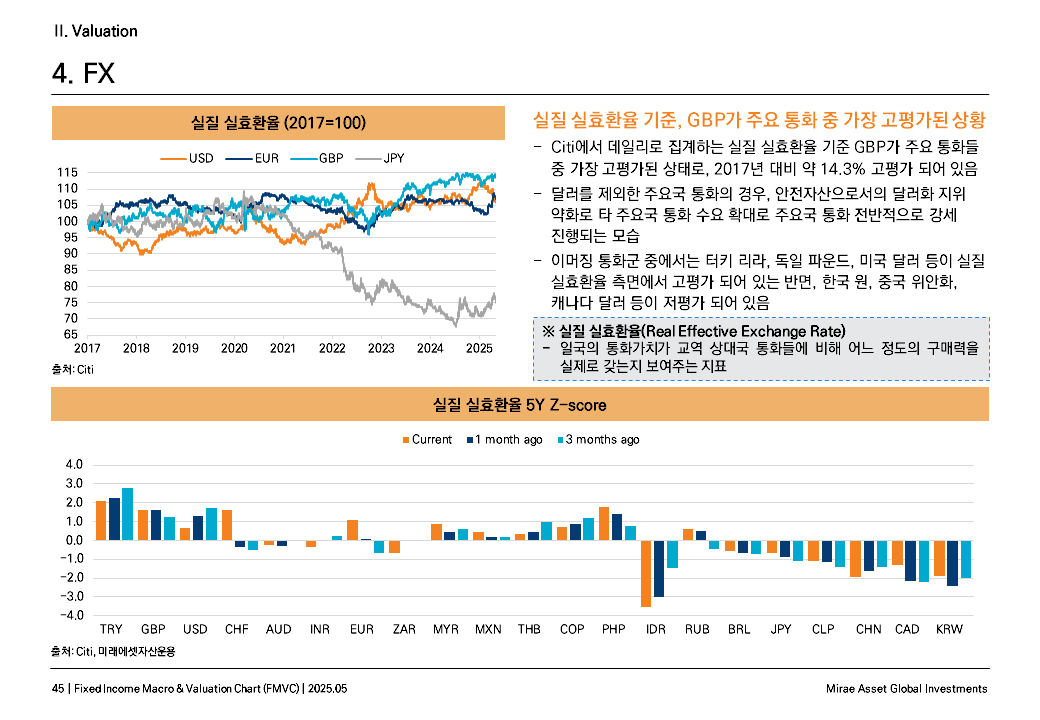 II. Valuation
4. FX
실질 실효환율 (2017=100)
USD EUR GBP JPY
115
110
105
100
95
90
85
80
75
70
65
2017 2018 2019 2020 2021 2022 2023 2024 2025
출처: Citi
실질 실효환율 기준, GBP가 주요 통화 중 가장 고평가된 상황
- Citi에서 데일리로 집계하는 실질 실효환율 기준 GBP가 주요 통화들
중 가장 고평가된 상태로, 2017년 대비 약 14.3% 고평가 되어 있음
- 달러를 제외한 주요국 통화의 경우, 안전자산으로서의 달러화 지위
약화로 타 주요국 통화 수요 확대로 주요국 통화 전반적으로 강세
진행되는 모습
- 이머징 통화군 중에서는 터키 리라, 독일 파운드, 미국 달러 등이 실질
실효환율 측면에서 고평가 되어 있는 반면, 한국 원, 중국 위안화,
캐나다 달러 등이 저평가 되어 있음
※ 실질 실효환율(Real Effective Exchange Rate)
- 일국의 통화가치가 교역 상대국 통화들에 비해 어느 정도의 구매력을
실제로 갖는지 보여주는 지표
실질 실효환율 5Y Z-score
Current 1 month ago 3 months ago
4.0
3.0
2.0
1.0
0.0
-1.0
-2.0
-3.0
-4.0
TRY GBP USD CHF AUD INR EUR ZAR MYR MXN THB COP PHP IDR RUB BRL JPY CLP CHN CAD KRW
출처: Citi, 미래에셋자산운용
45 | Fixed Income Macro & Valuation Chart (FMVC) | 2025.05
Mirae Asset Global Investments